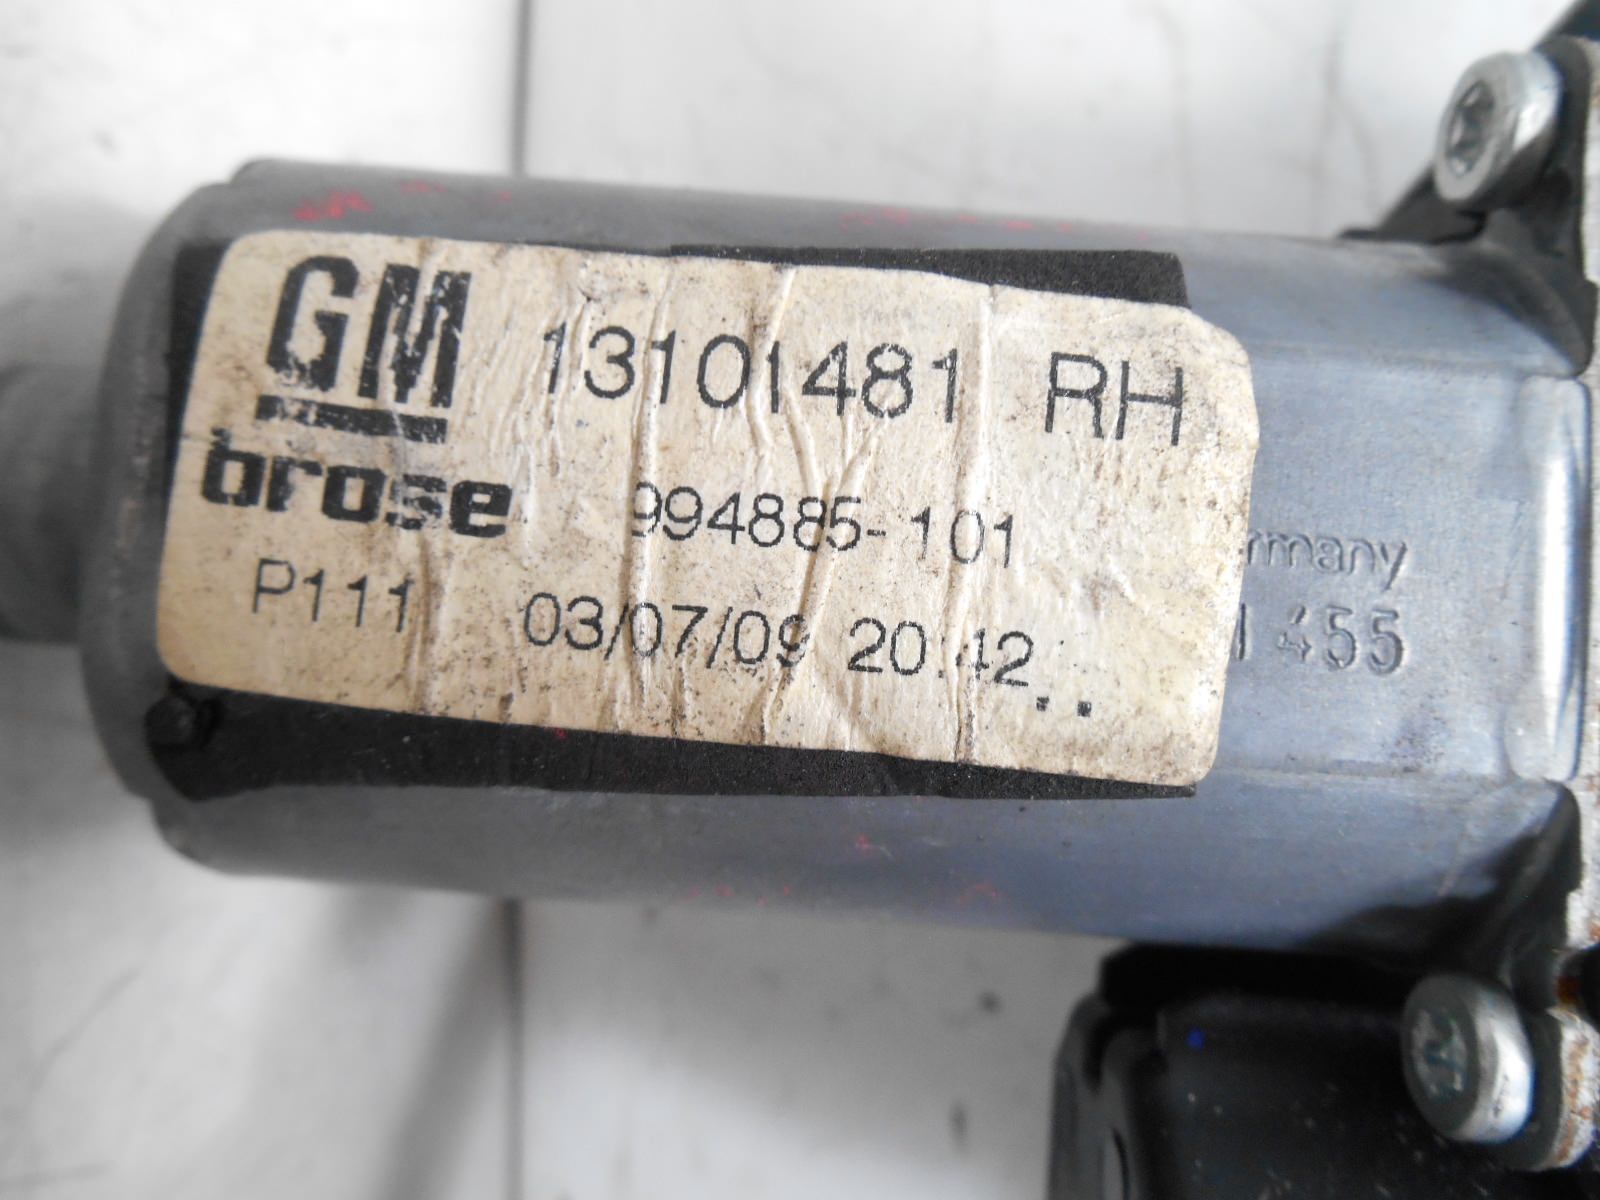 GM 13101481 RH
brose 994885-101
P111 03/07/09 20:42
rmany
455